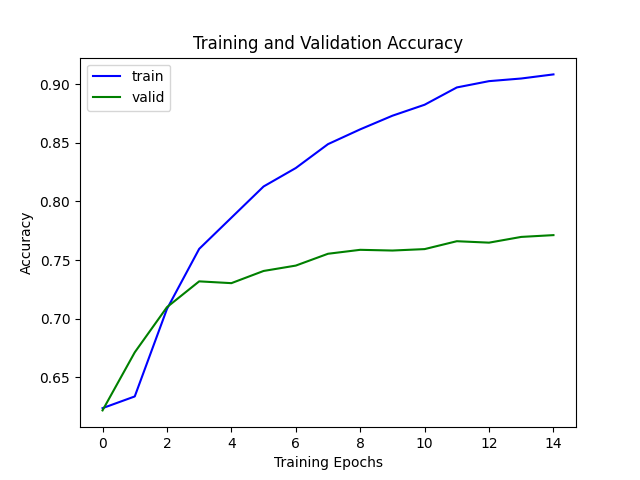 Training and Validation Accuracy
train
valid
0.90
0.85
0.80
0.75
0.70
0.65
Accuracy
0 2 4 6 8 10 12 14
Training Epochs